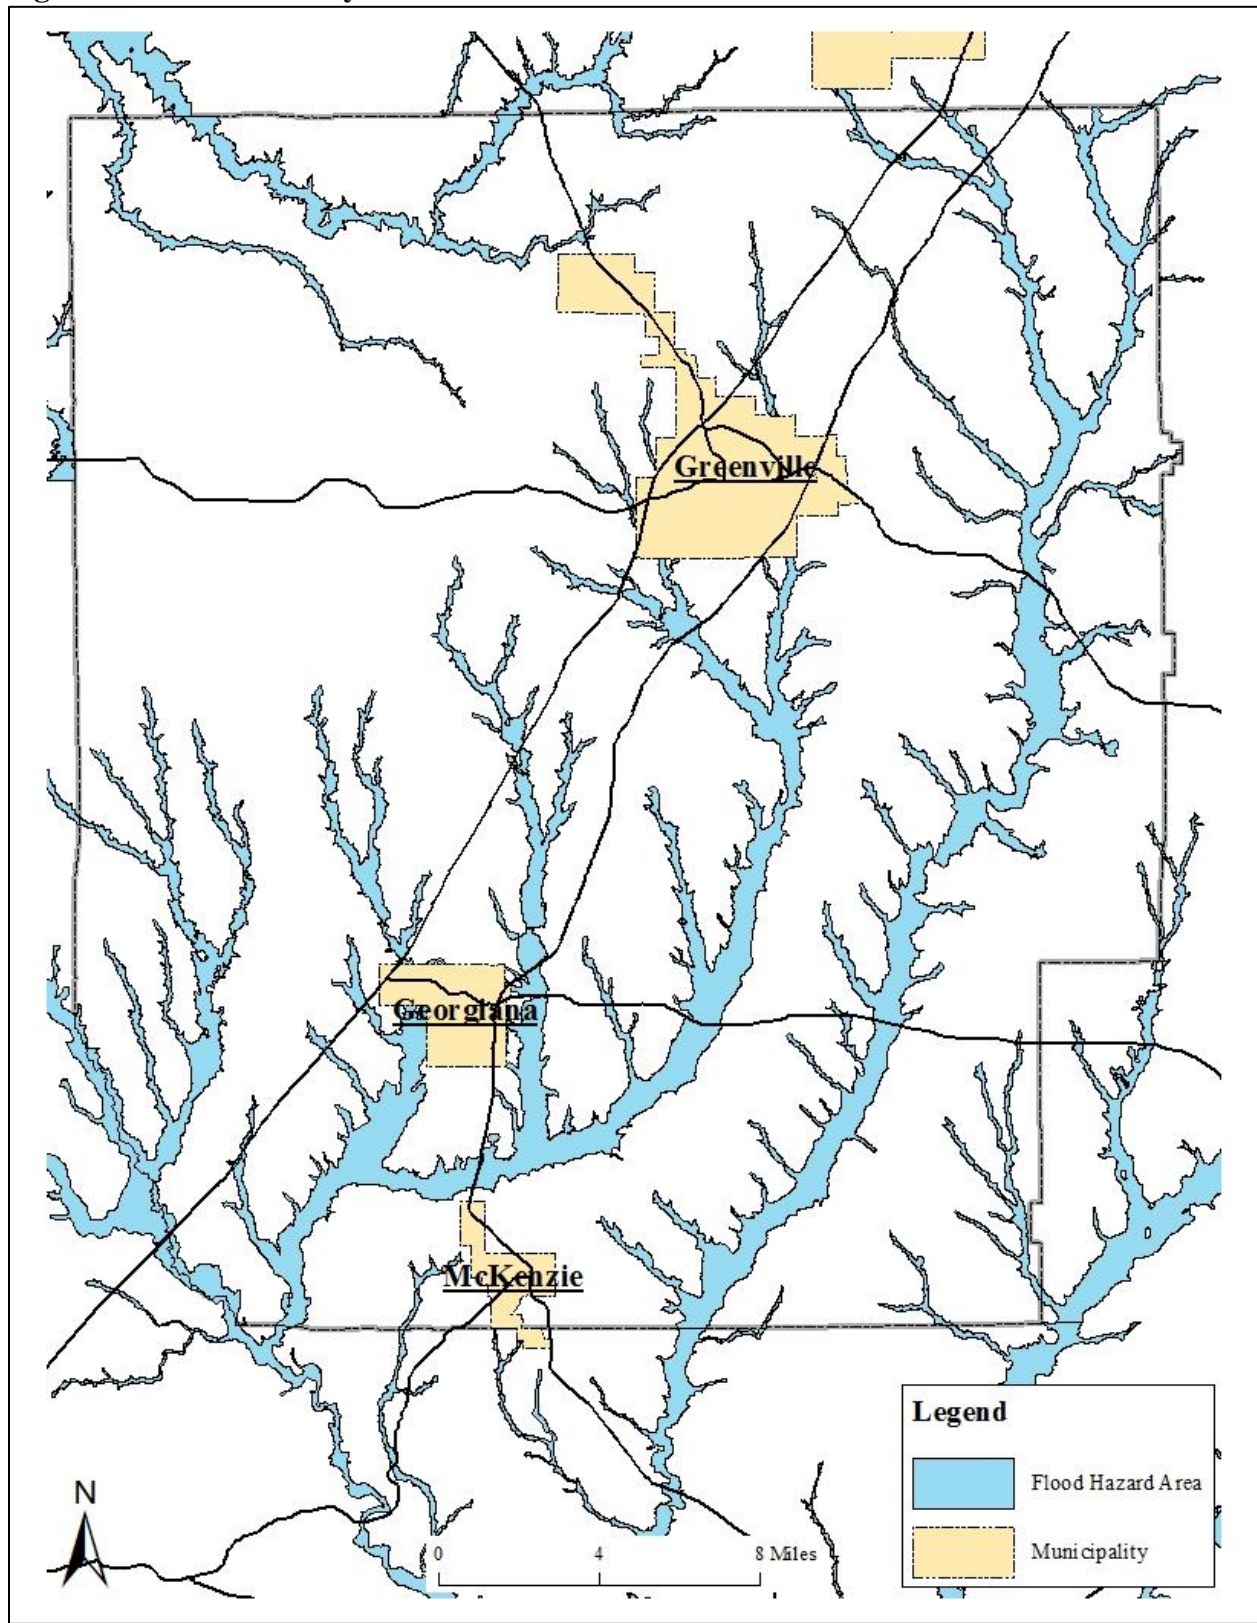 Greenville
Georgiana
McKenzie
Legend
Flood Hazard Area
Municipality
N
0 4 8 Miles